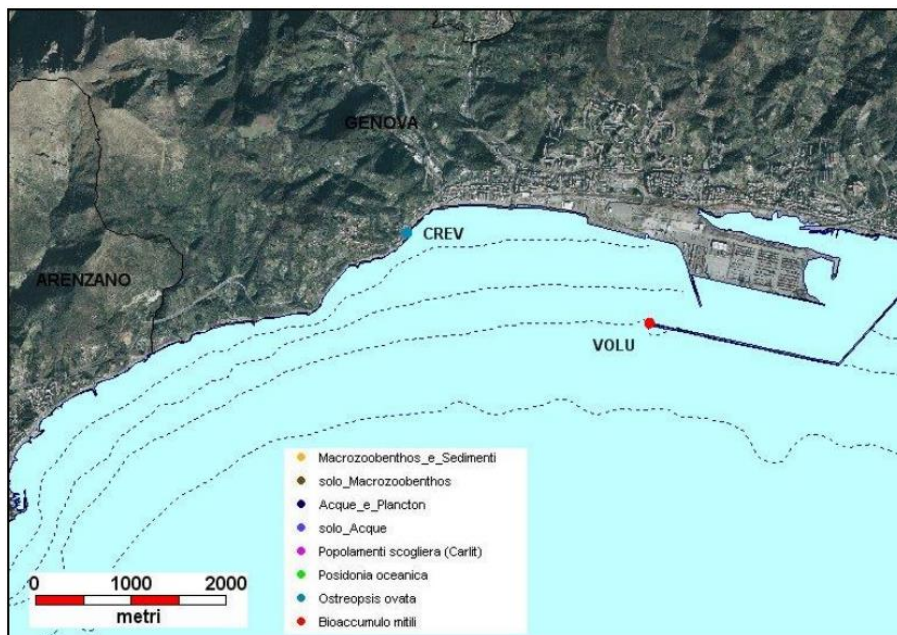 GENOVA
CREV
ARENZANO
VOLU
Macrozoobenthos_e_Sedimenti
solo_Macrozoobenthos
Acque_e_Plancton
solo_Acque
Popolamenti scogliera (Carlit)
Posidonia oceanica
Ostreopsis ovata
Bioaccumulo mitili
0 1000 2000
metri